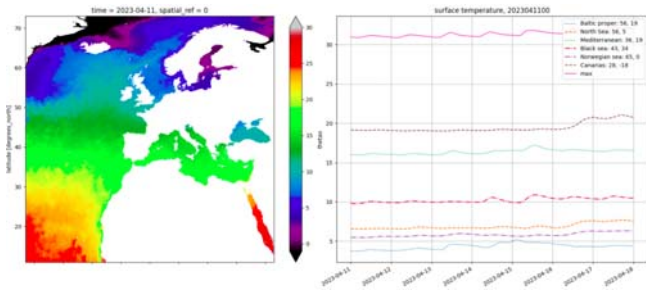 time = 2023-04-11, spatial_ref = 0
latitude [degrees_north]
70
60
50
40
30
20
30
25
20
15
10
5
0
thetao
surface temperature, 2023041100
30
25
20
15
10
5
Baltic proper: 56, 19
North Sea: 56, 5
Mediterranean: 36, 19
Black sea: 43, 34
Norwegian sea: 65, 0
Canarias: 28, -18
max
2023-04-11
2023-04-12
2023-04-13
2023-04-14
2023-04-15
2023-04-16
2023-04-17
2023-04-18